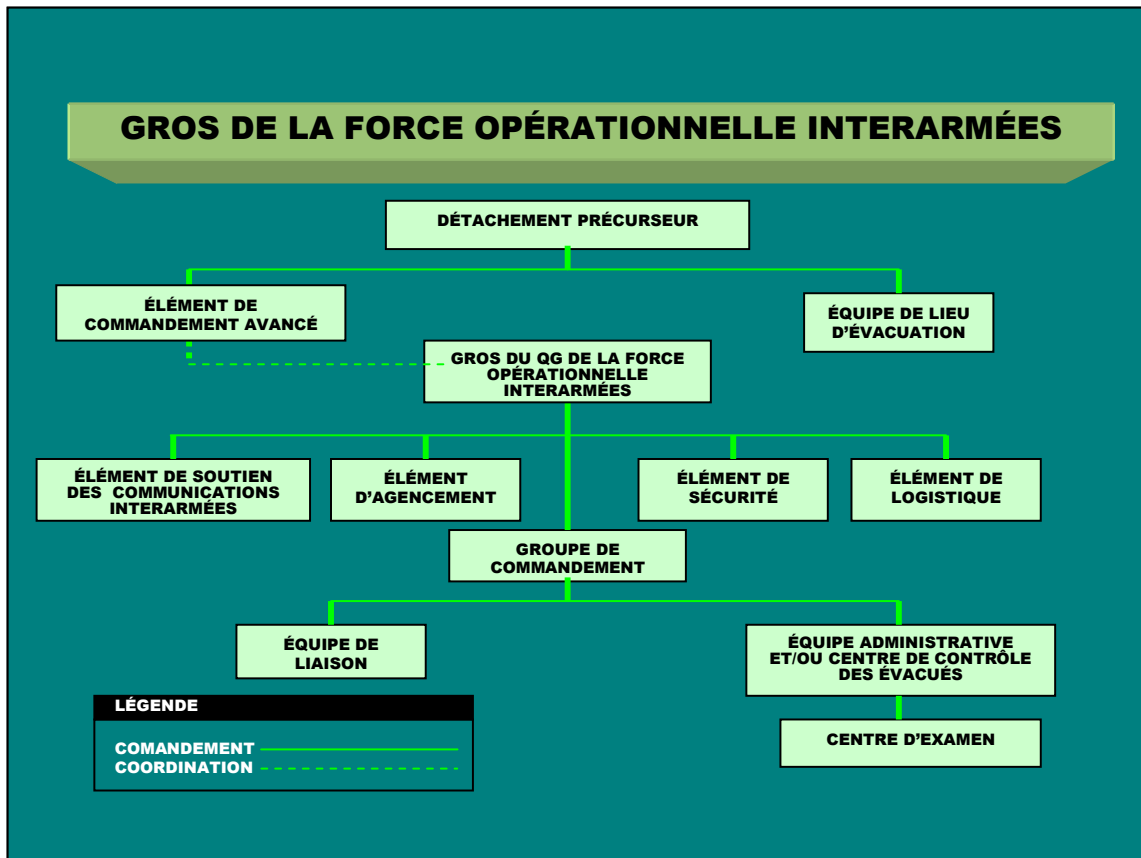 GROS DE LA FORCE OPÉRATIONNELLE INTERARMÉES
DÉTACHEMENT PRÉCURSEUR
ÉLÉMENT DE
COMMANDEMENT AVANCÉ
ÉQUIPE DE LIEU
D'ÉVACUATION
GROS DU QG DE LA FORCE
OPÉRATIONNELLE
INTERARMÉES
ÉLÉMENT DE SOUTIEN
DES COMMUNICATIONS
INTERARMÉES
ÉLÉMENT
D'AGENCEMENT
ÉLÉMENT DE
SÉCURITÉ
ÉLÉMENT DE
LOGISTIQUE
GROUPE DE
COMMANDEMENT
ÉQUIPE DE
LIAISON
ÉQUIPE ADMINISTRATIVE
ET/OU CENTRE DE CONTRÔLE
DES ÉVACUÉS
CENTRE D'EXAMEN
LÉGENDE
COMANDEMENT
COORDINATION